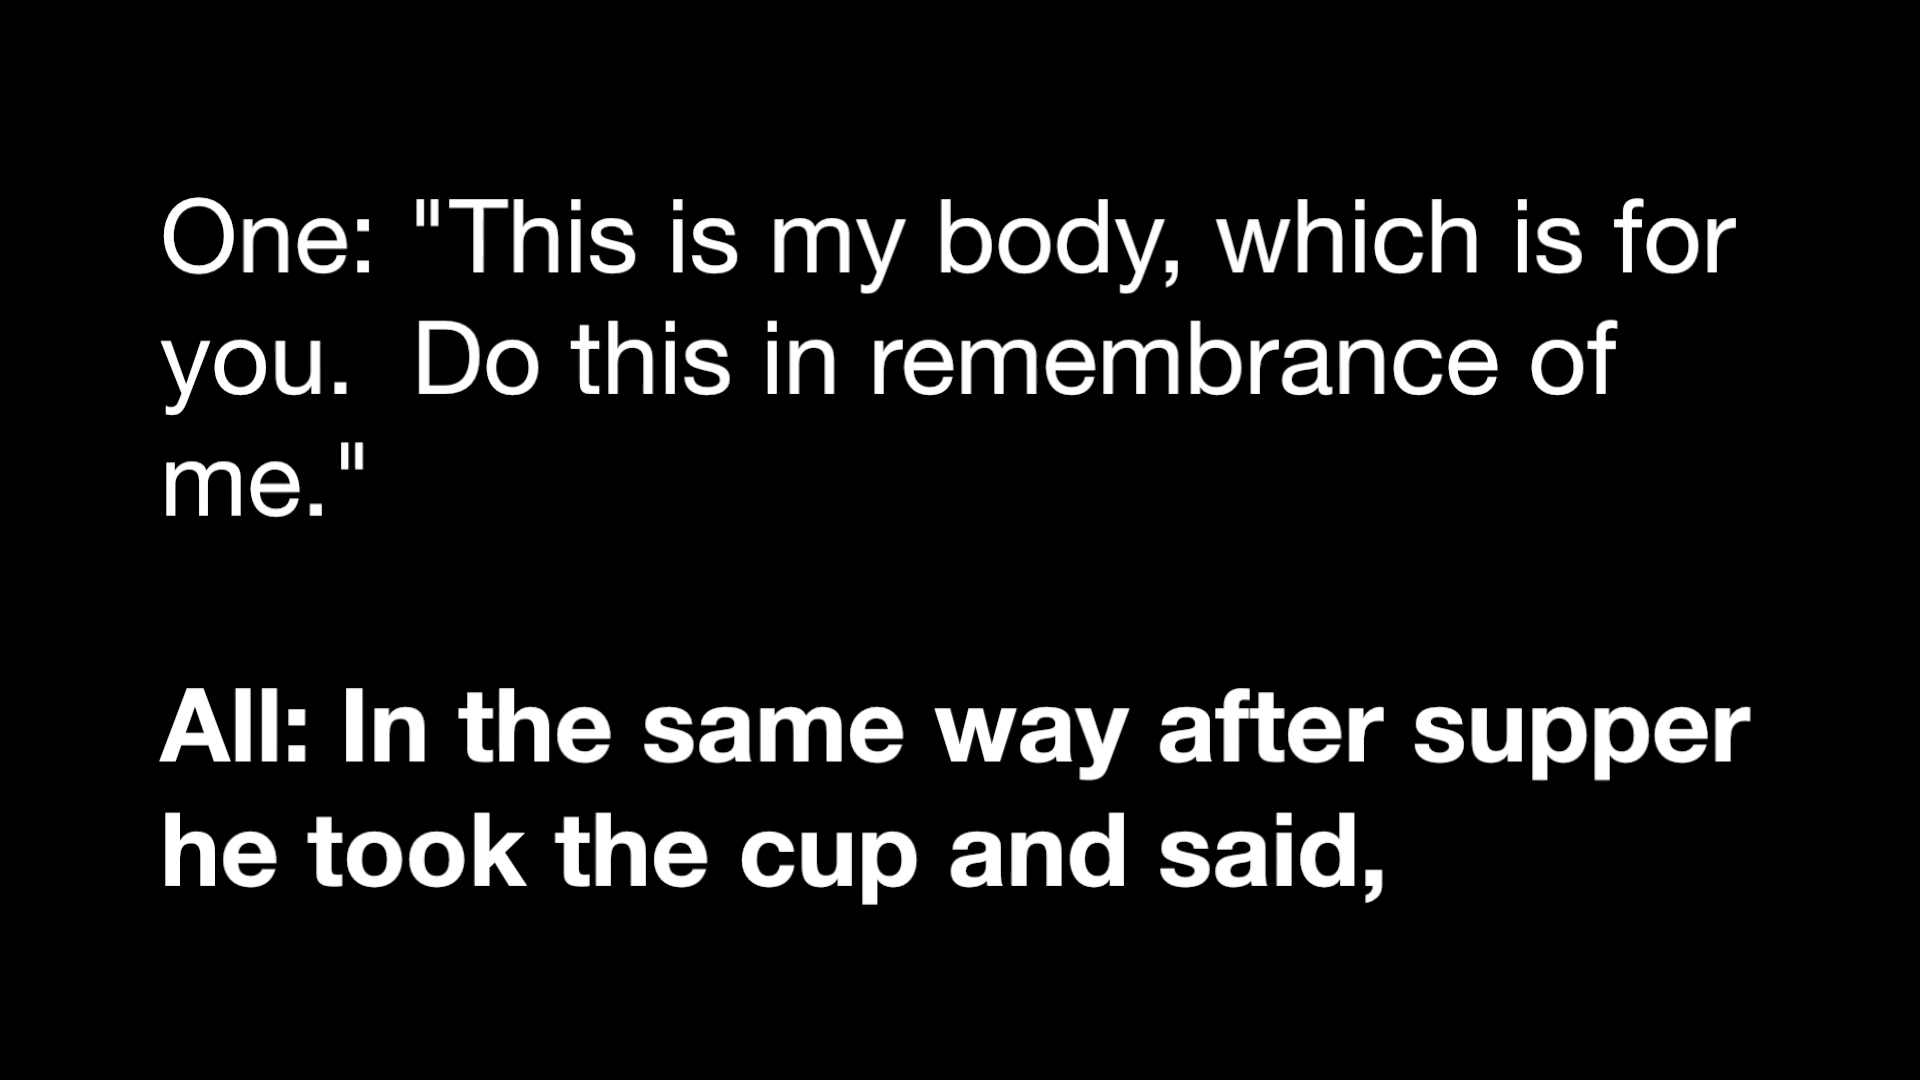 One: "This is my body, which is for
you.  Do this in remembrance of
me."
All: In the same way after supper
he took the cup and said,